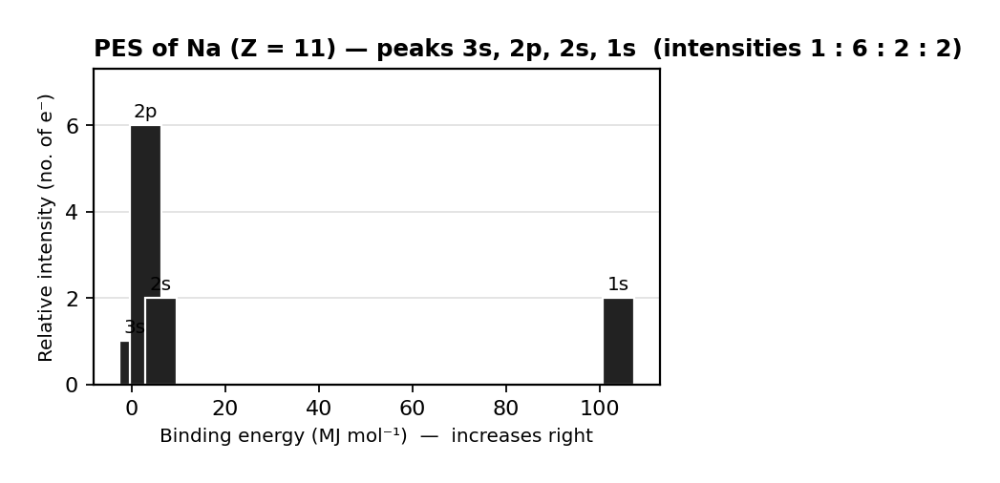 PES of Na (Z = 11) — peaks 3s, 2p, 2s, 1s  (intensities 1 : 6 : 2 : 2)
Relative intensity (no. of e⁻)
6
4
2
0
2p
2s
3s
1s
0 20 40 60 80 100
Binding energy (MJ mol⁻¹)  —  increases right